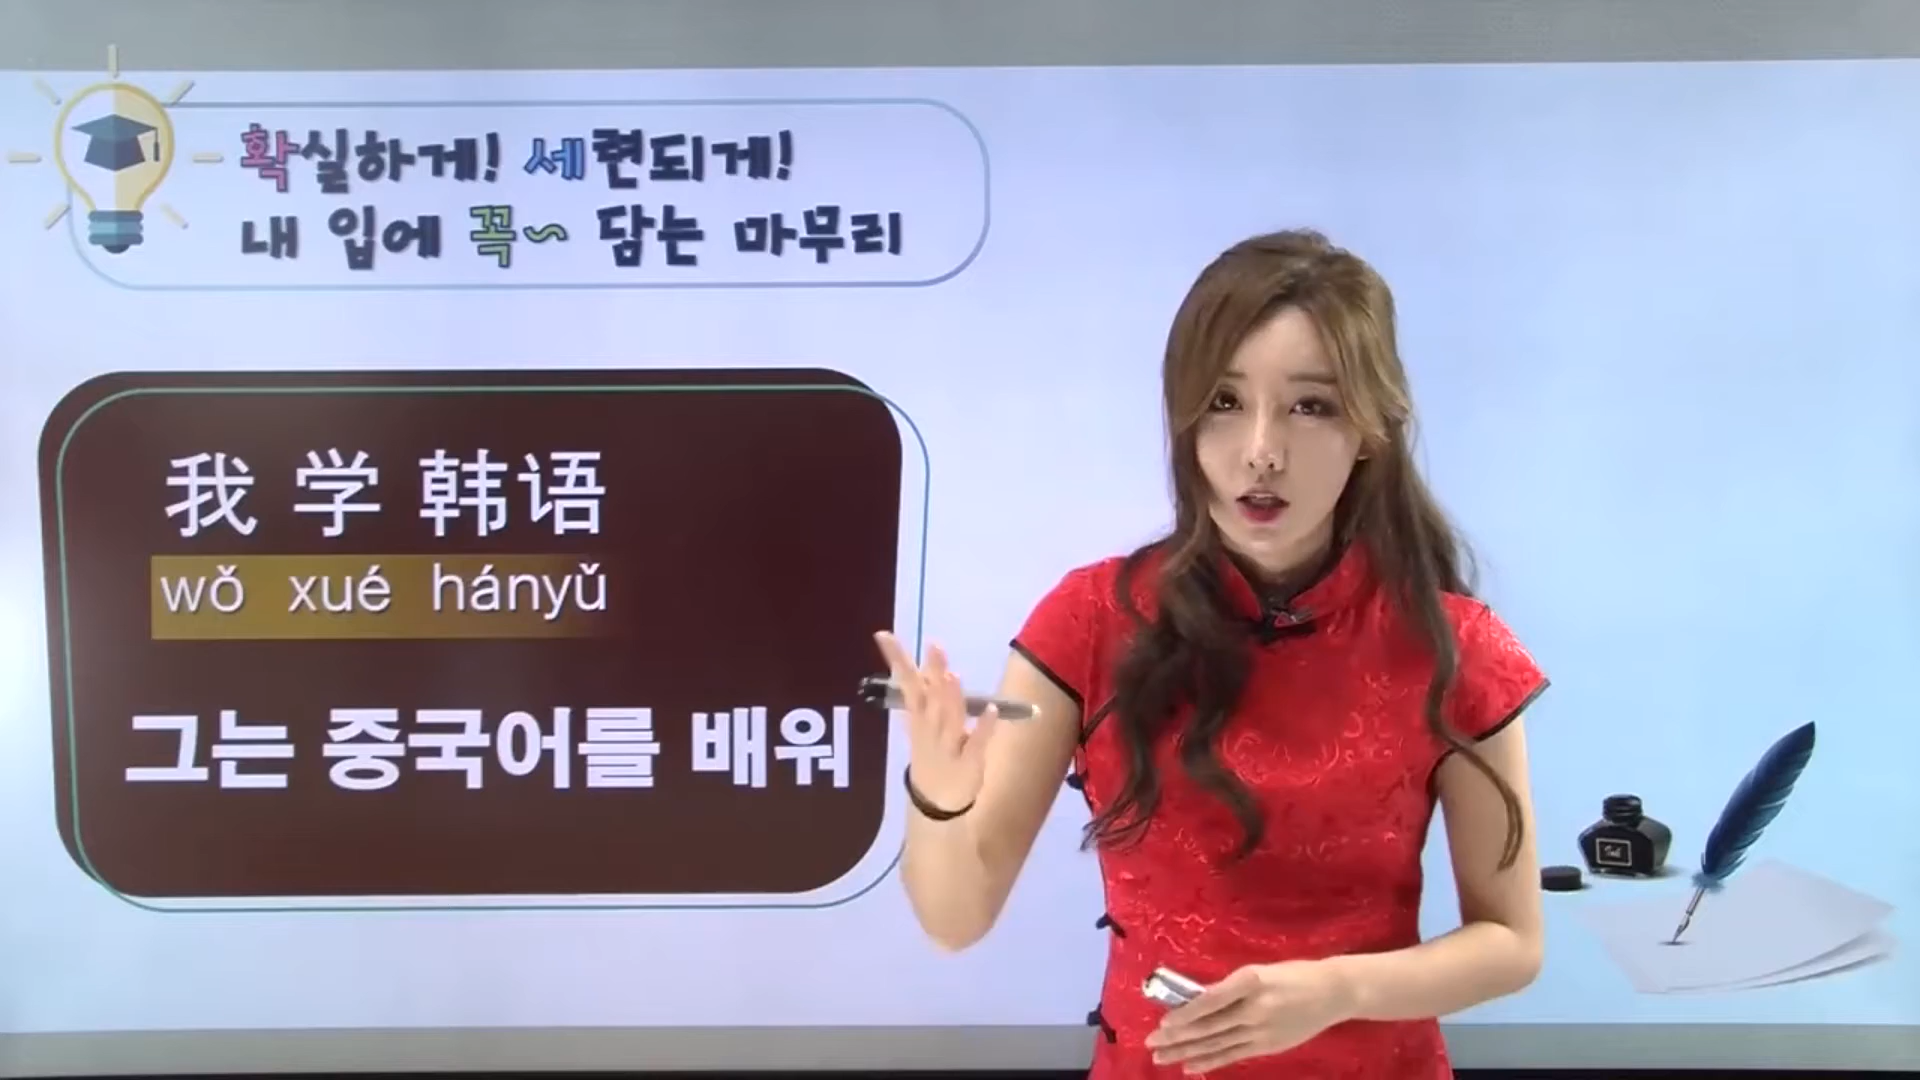 확실하게! 세련되게!
내 입에 꼭~ 담는 마무리
我 学 韩语
wǒ xué hányǔ
그는 중국어를 배워
Ink